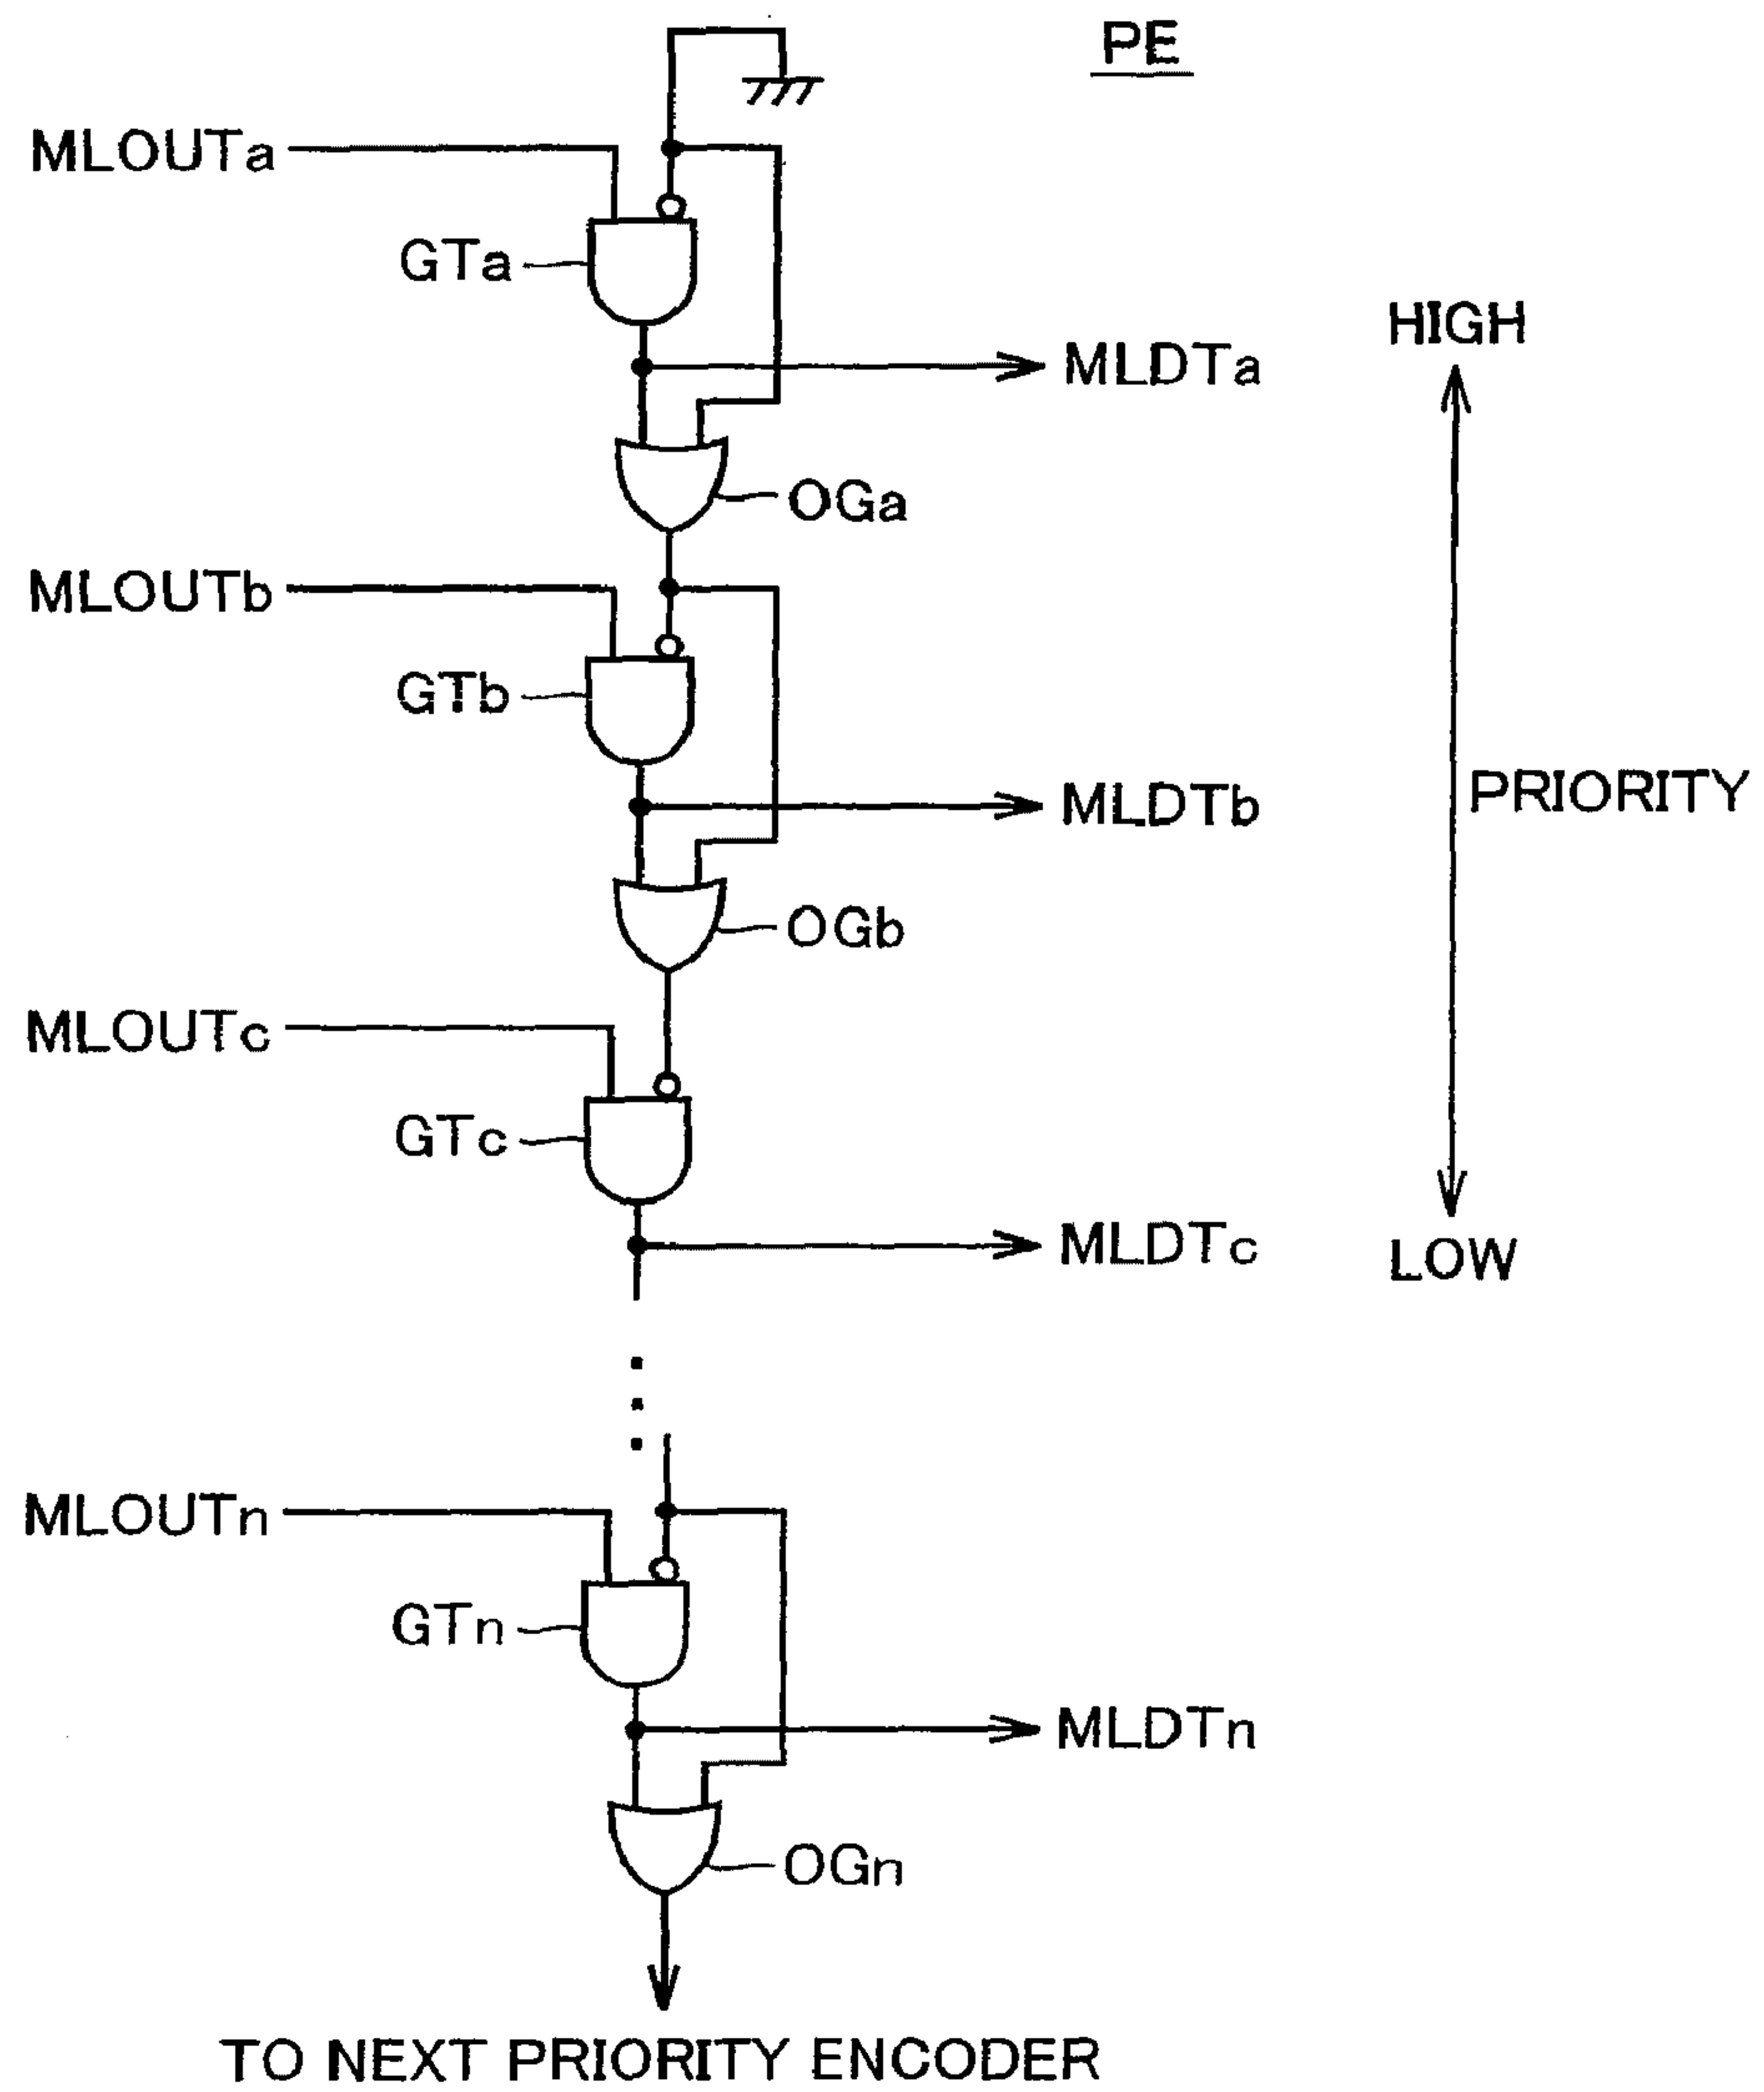 PE
MLOUTa
GTa
HIGH
MLDTa
OGa
MLOUTb
GTb
PRIORITY
MLDTb
OGb
MLOUTc
GTc
MLDTc
LOW
MLOUTn
GTn
MLDTn
OGn
TO NEXT PRIORITY ENCODER